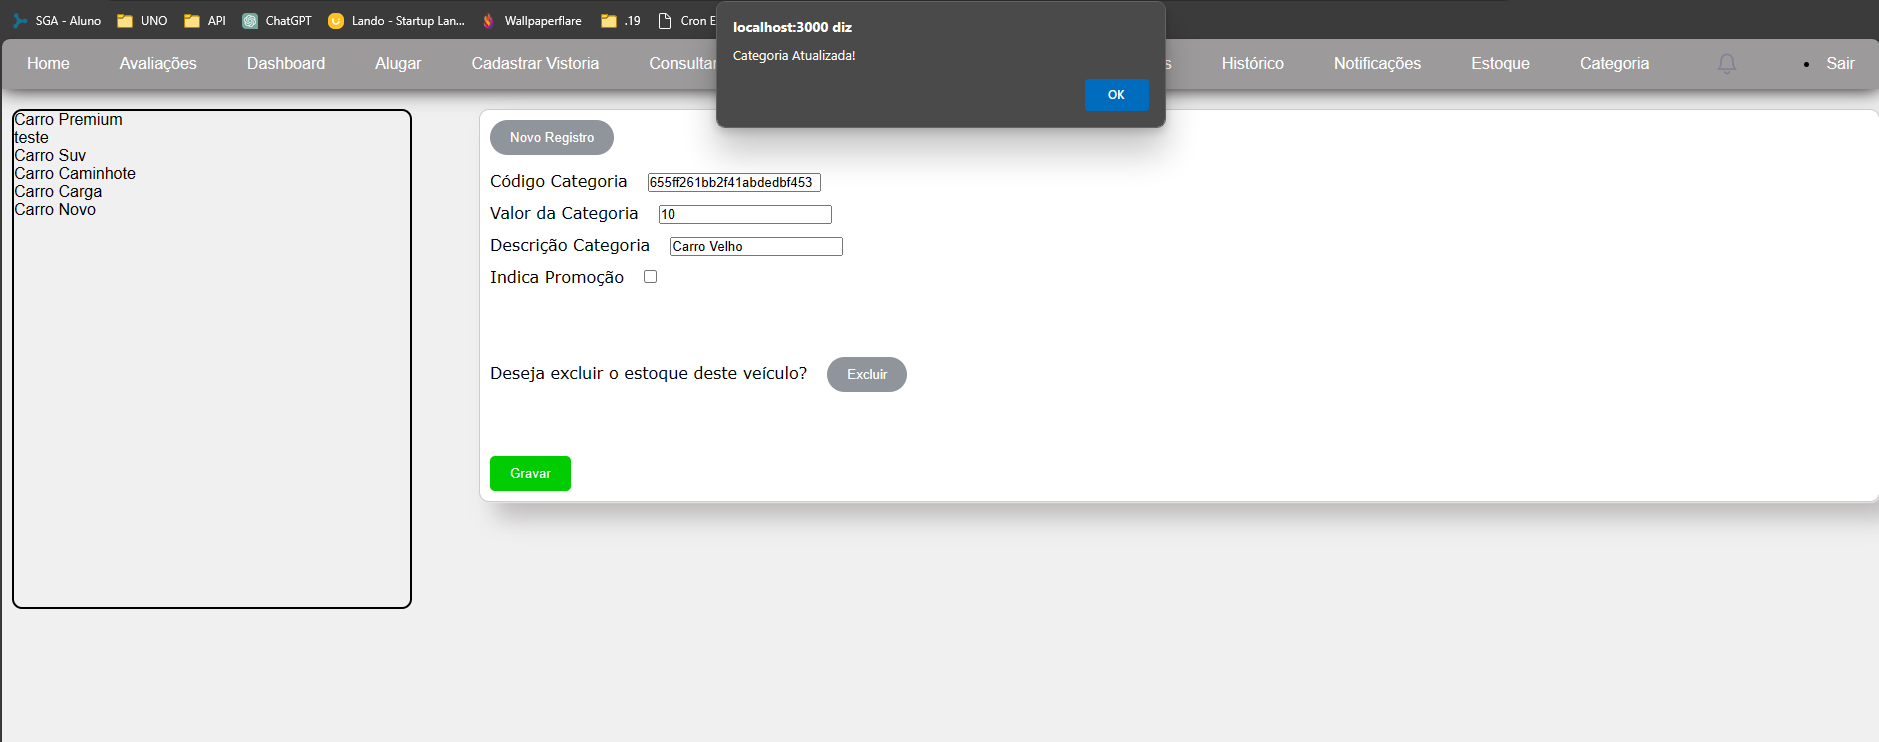 SGA - Aluno UNO API ChatGPT Lando - Startup Lan... Wallpaperflare .19 Cron E
localhost:3000 diz
Categoria Atualizada!
OK
Home Avaliações Dashboard Alugar Cadastrar Vistoria Consultar s Histórico Notificações Estoque Categoria Sair
Carro Premium
teste
Carro Suv
Carro Caminhote
Carro Carga
Carro Novo
Novo Registro
Código Categoria 655ff261bb2f41abdedbf453
Valor da Categoria 10
Descrição Categoria Carro Velho
Indica Promoção
Deseja excluir o estoque deste veículo? Excluir
Gravar